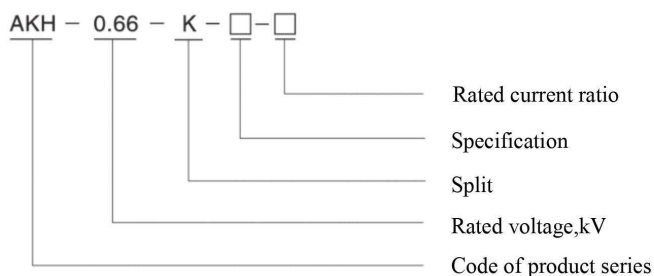 AKH - 0.66 - K - □ - □
Rated current ratio
Specification
Split
Rated voltage,kV
Code of product series